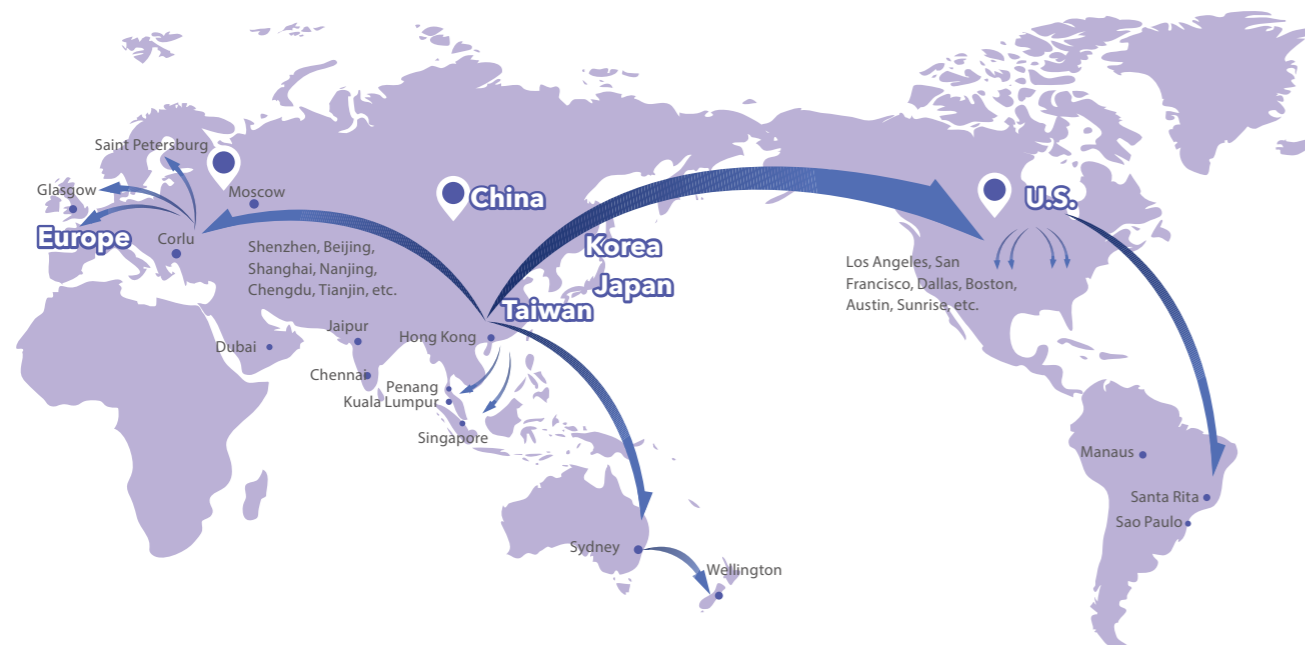 Saint Petersburg
Glasgow
Moscow
Europe
Corlu
China
U.S.
Shenzhen, Beijing,
Shanghai, Nanjing,
Chengdu, Tianjin, etc.
Korea
Japan
Taiwan
Los Angeles, San
Francisco, Dallas, Boston,
Austin, Sunrise, etc.
Dubai
Jaipur
Hong Kong
Chennai
Penang
Kuala Lumpur
Singapore
Manaus
Santa Rita
Sao Paulo
Sydney
Wellington